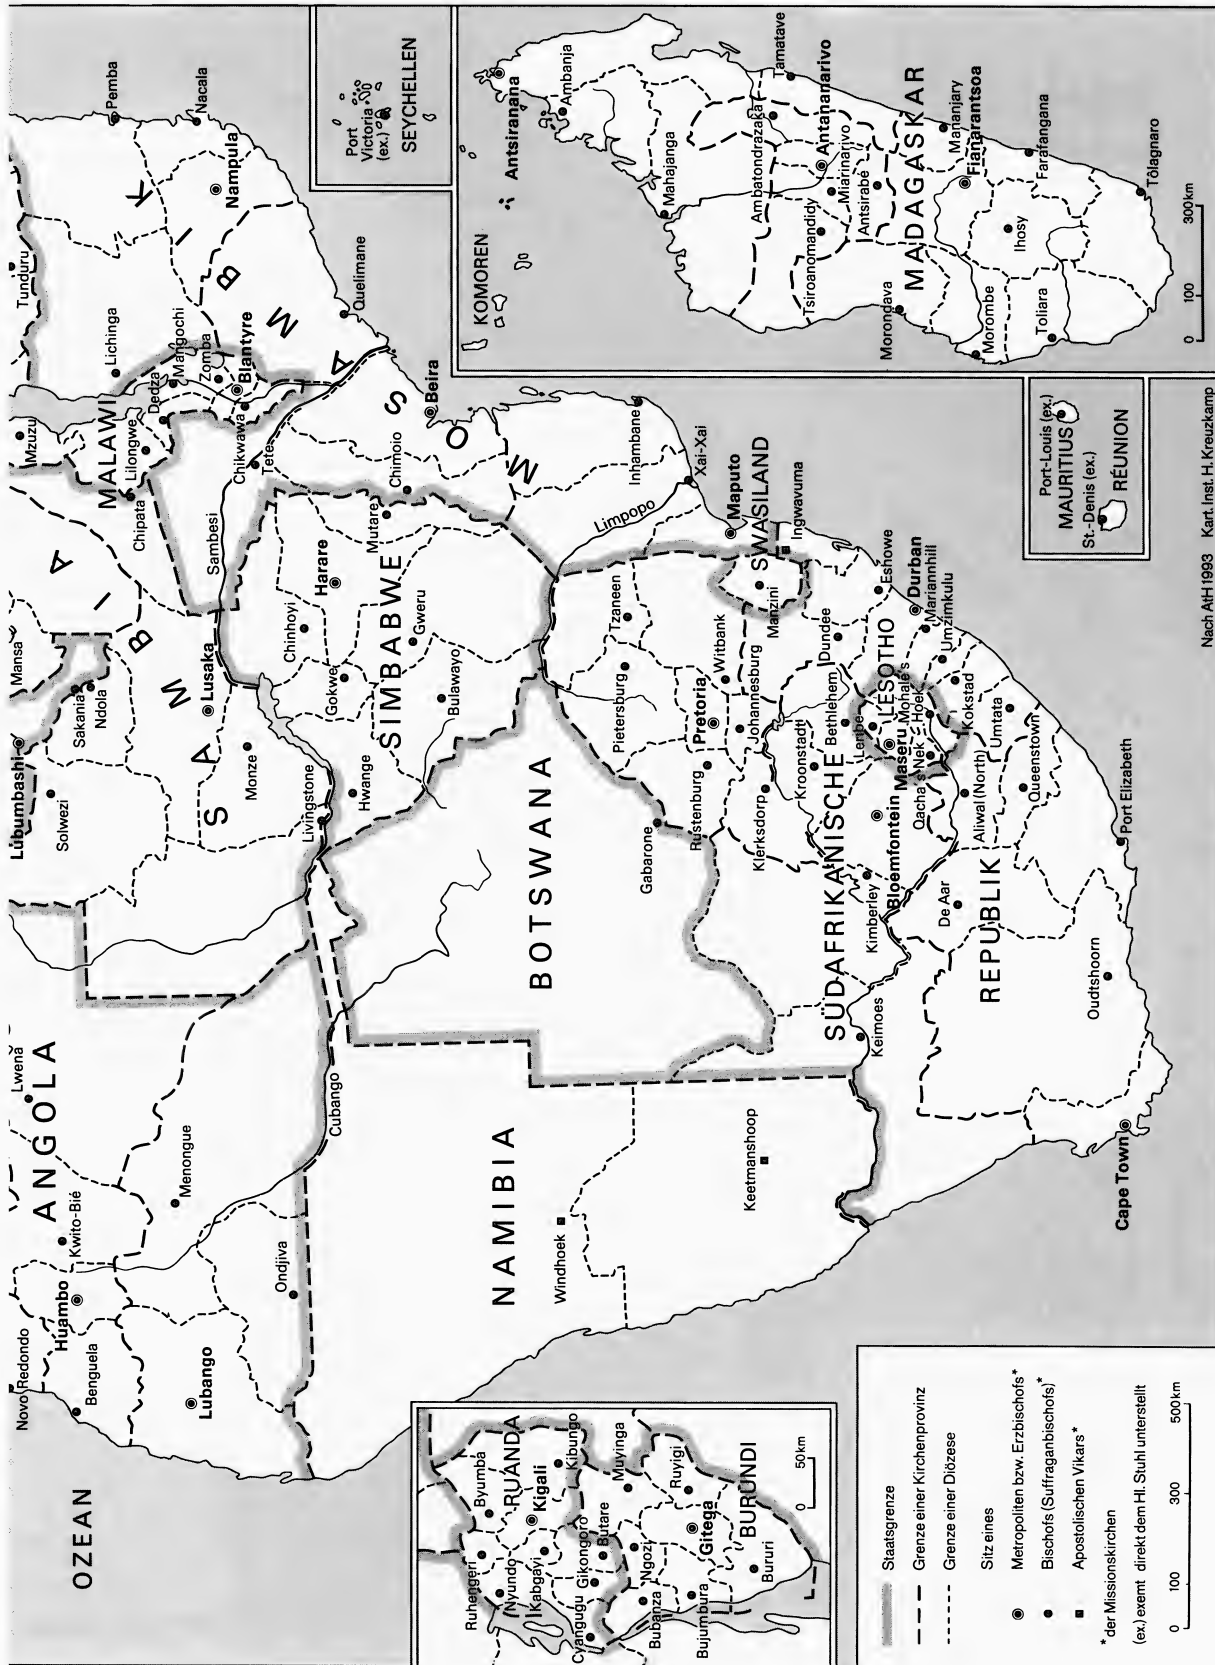 OZEAN
Novo Redondo
Benguela
Huambo
Kwito-Bié
ANGOLA
Lwena
Lubango
Menongue
Ondjiva
Cubango
Lubumbashi
Solwezi
Sakania
Ndola
Mansa
SAMBIA
Lusaka
Monze
Livingstone
Chipata
Sambesi
Mzuzu
MALAWI
Lilongwe
Dedza
Mangochi
Zomba
Blantyre
Chikwawa
Tete
Tunduru
Lichinga
Pemba
Nacala
Nampula
Quelimane
MOSAMBIK
Beira
Chimoio
Inhambane
Xai-Xai
Limpopo
Maputo
SIMBABWE
Harare
Chinhoyi
Mutare
Gokwe
Gweru
Hwange
Bulawayo
NAMIBIA
Windhoek
Keetmanshoop
BOTSWANA
Gabarone
SÜDAFRIKANISCHE
REPUBLIK
Pietersburg
Tzaneen
Pretoria
Witbank
Johannesburg
Rustenburg
Klerksdorp
Kroonstadt
Bethlehem
Dundee
Manzini
SWASILAND
Ingwavuma
Eshowe
Durban
Mariannhill
Umzimkulu
LESOTHO
Leribe
Maseru
Mohale's
Hoek
Qacha's Nek
Kokstad
Umtata
Queenstown
Aliwal (North)
Bloemfontein
Kimberley
Keimoes
De Aar
Oudtshoorn
Port Elizabeth
Cape Town
Port
Victoria
(ex.)
SEYCHELLEN
KOMOREN
Antsiranana
Ambanja
Mahajanga
Ambatondrazaka
Tamatave
Antananarivo
Miarinarivo
Tsiroanomandidy
Antsirabe
MADAGASKAR
Mananjary
Fianarantsoa
Morondava
Morombe
Ihosy
Farafangana
Toliara
Tôlagnaro
0 100 300km
Port-Louis (ex.)
MAURITIUS
St.-Denis (ex.)
RÉUNION
Ruhengeri
Byumba
RUANDA
Nyundo
Kigali
Kabgayi
Kibungo
Cyangugu
Gikongoro
Butare
Muyinga
Ngozi
Bubanza
Ruyigi
Bujumbura
Gitega
Bururi
BURUNDI
0 50km
Staatsgrenze
Grenze einer Kirchenprovinz
Grenze einer Diözese
Sitz eines
Metropoliten bzw. Erzbischofs*
Bischofs (Suffraganbischofs)*
Apostolischen Vikars*
*der Missionskirchen
(ex.) exemt direkt dem Hl. Stuhl unterstellt
0 100 300 500km
Nach AtH 1993 Kart. Inst. H. Kreuzkamp